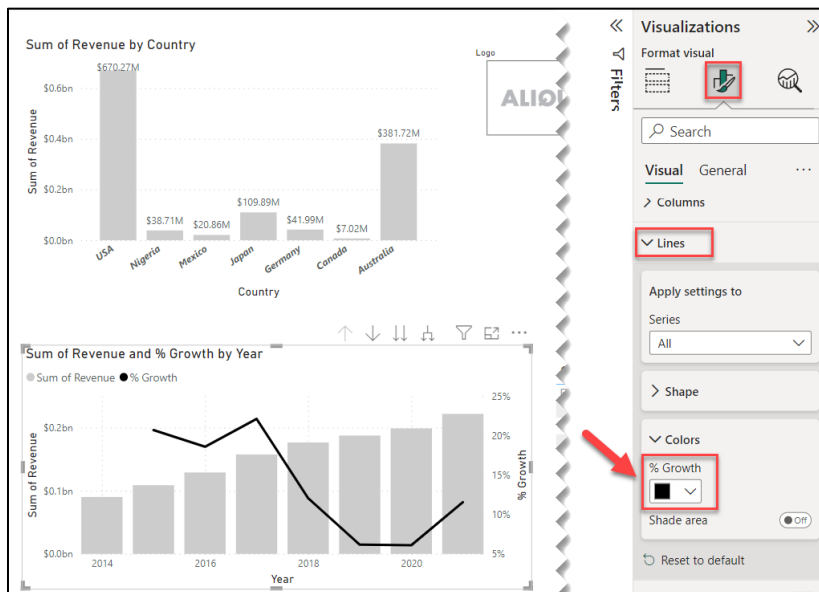 Sum of Revenue by Country
Sum of Revenue
$0.6bn
$0.4bn
$0.2bn
$0.0bn
$670.27M
$38.71M
$20.86M
$109.89M
$41.99M
$7.02M
$381.72M
USA
Nigeria
Mexico
Japan
Germany
Canada
Australia
Country
Logo
Sum of Revenue and % Growth by Year
Sum of Revenue % Growth
Sum of Revenue
$0.2bn
$0.1bn
$0.0bn
25%
20%
15%
10%
5%
% Growth
2014
2016
2018
2020
Year
Filters
Visualizations
Format visual
Search
Visual General
Columns
Lines
Apply settings to
Series
All
Shape
Colors
% Growth
Shade area Off
Reset to default